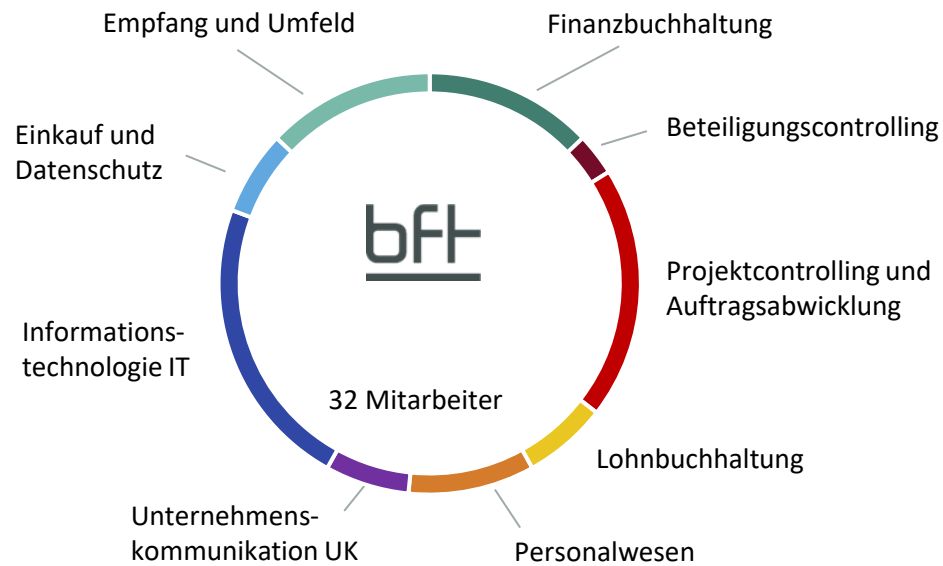 Empfang und Umfeld
Finanzbuchhaltung
Einkauf und
Datenschutz
Beteiligungscontrolling
bft
Projektcontrolling und
Auftragsabwicklung
Informations-
technologie IT
32 Mitarbeiter
Lohnbuchhaltung
Unternehmens-
kommunikation UK
Personalwesen